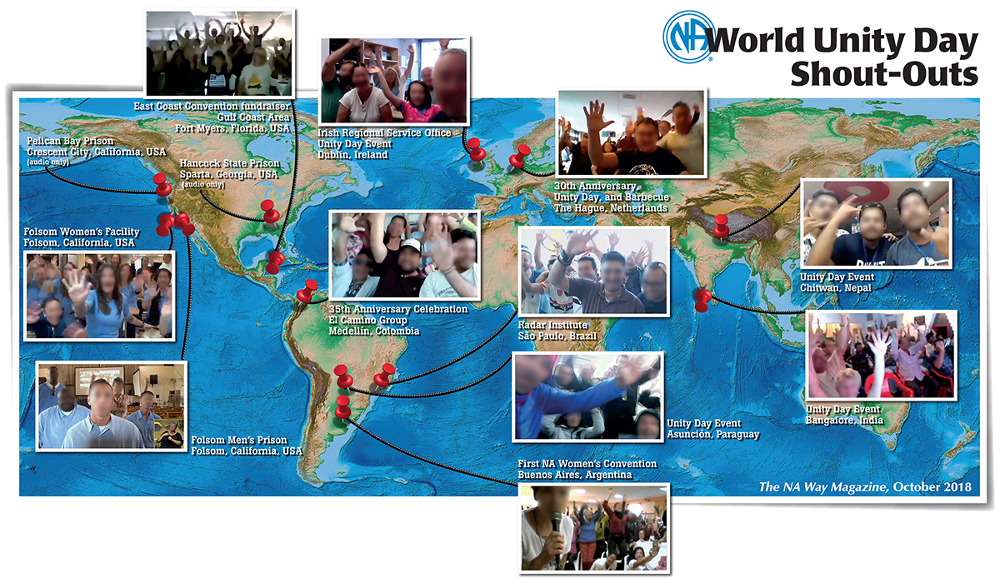 NA
World Unity Day
Shout-Outs
East Coast Convention fundraiser
Gulf Coast Area
Fort Myers, Florida, USA
Irish Regional Service Office
Unity Day Event
Dublin, Ireland
Pelican Bay Prison
Crescent City, California, USA
(audio only)
Hancock State Prison
Sparta, Georgia, USA
(audio only)
30th Anniversary,
Unity Day, and Barbecue
The Hague, Netherlands
Folsom Women's Facility
Folsom, California, USA
Unity Day Event
Chitwan, Nepal
35th Anniversary Celebration
El Camino Group
Medellín, Colombia
Radar Institute
São Paulo, Brazil
Unity Day Event
Bangalore, India
Unity Day Event
Asunción, Paraguay
Folsom Men's Prison
Folsom, California, USA
First NA Women's Convention
Buenos Aires, Argentina
The NA Way Magazine, October 2018